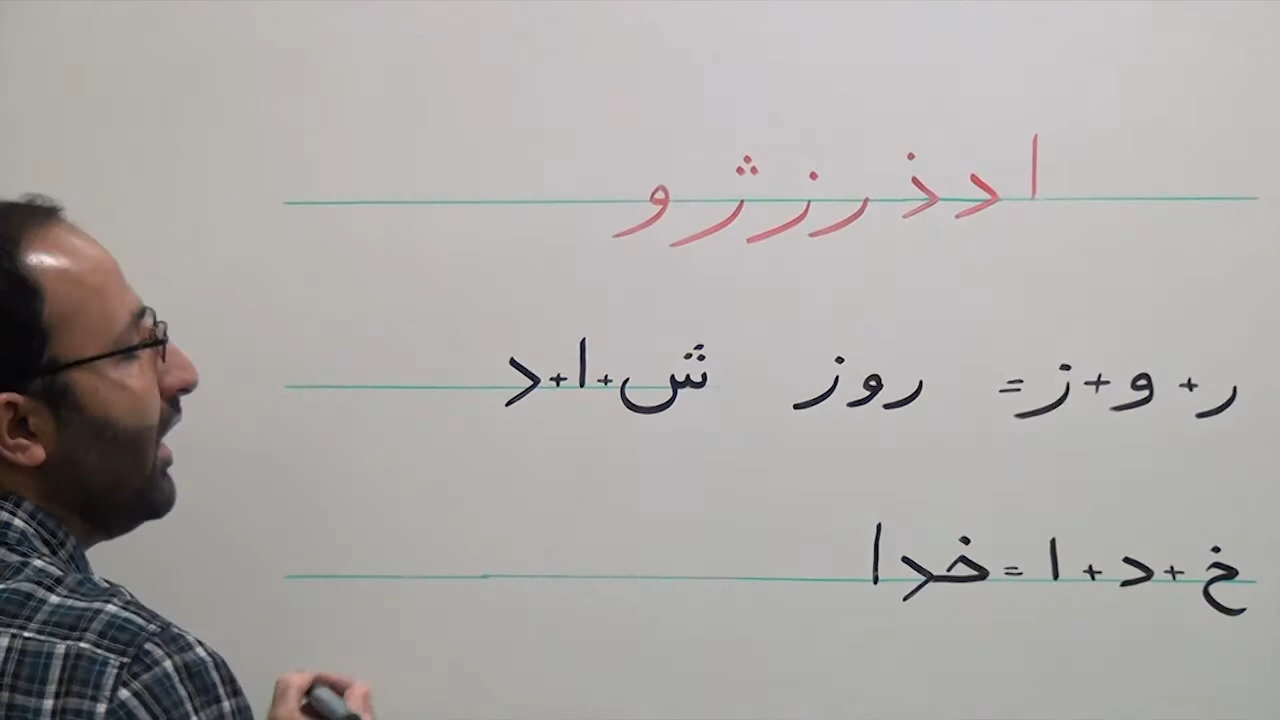 ا د ذ ر ز ژ و
ر + و + ز = روز ش + ا + د
خ + د + ا = خدا